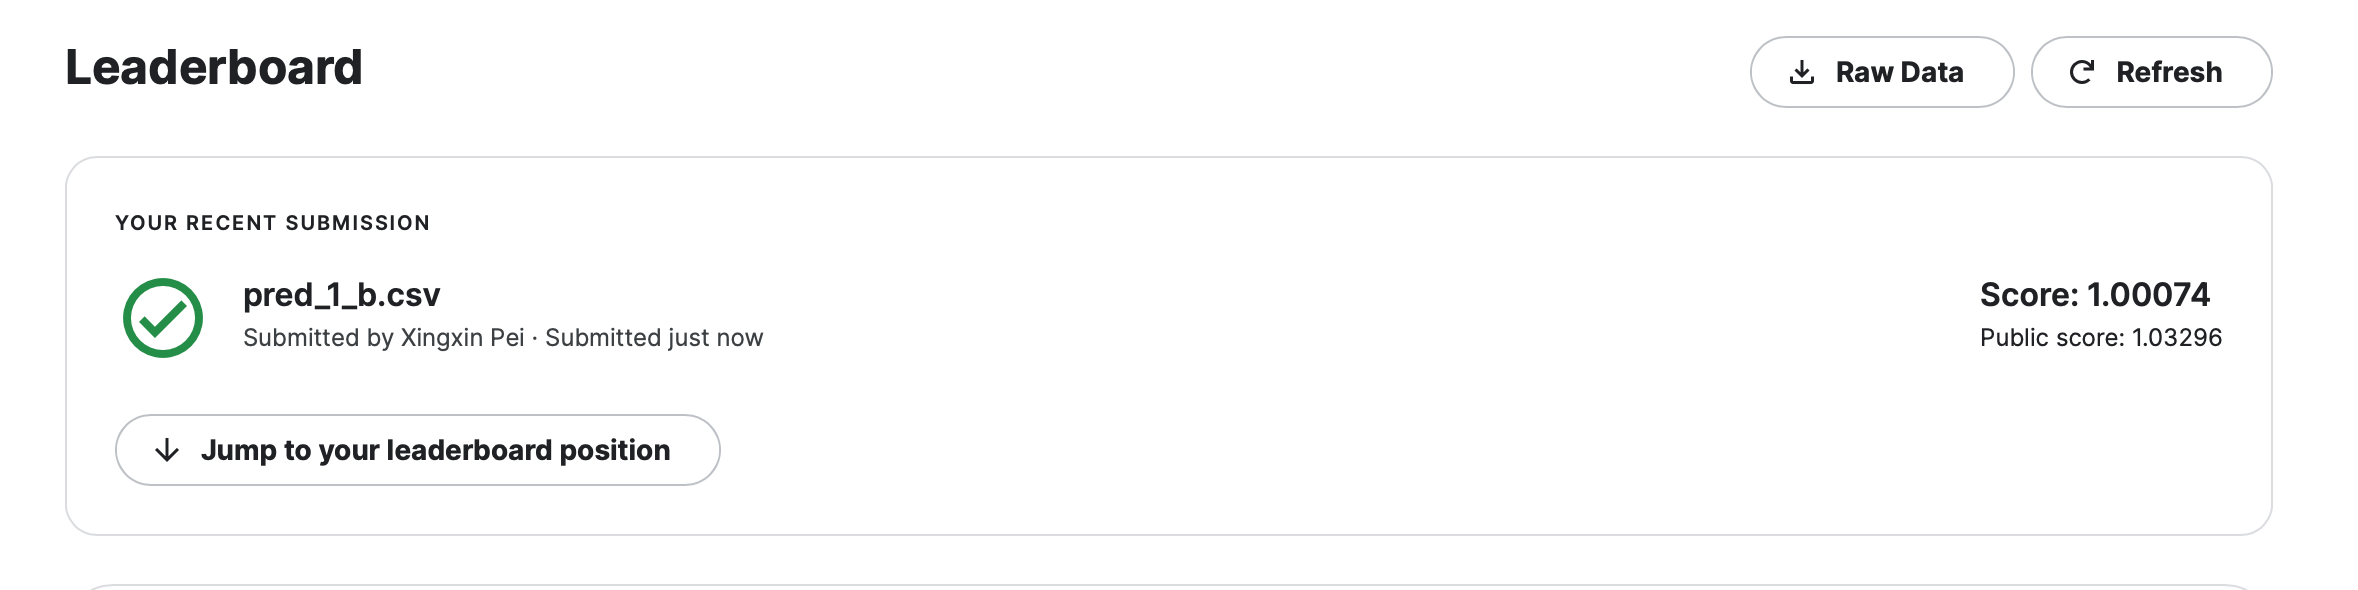 Leaderboard
Raw Data
Refresh
YOUR RECENT SUBMISSION
pred_1_b.csv
Submitted by Xingxin Pei · Submitted just now
Score: 1.00074
Public score: 1.03296
Jump to your leaderboard position